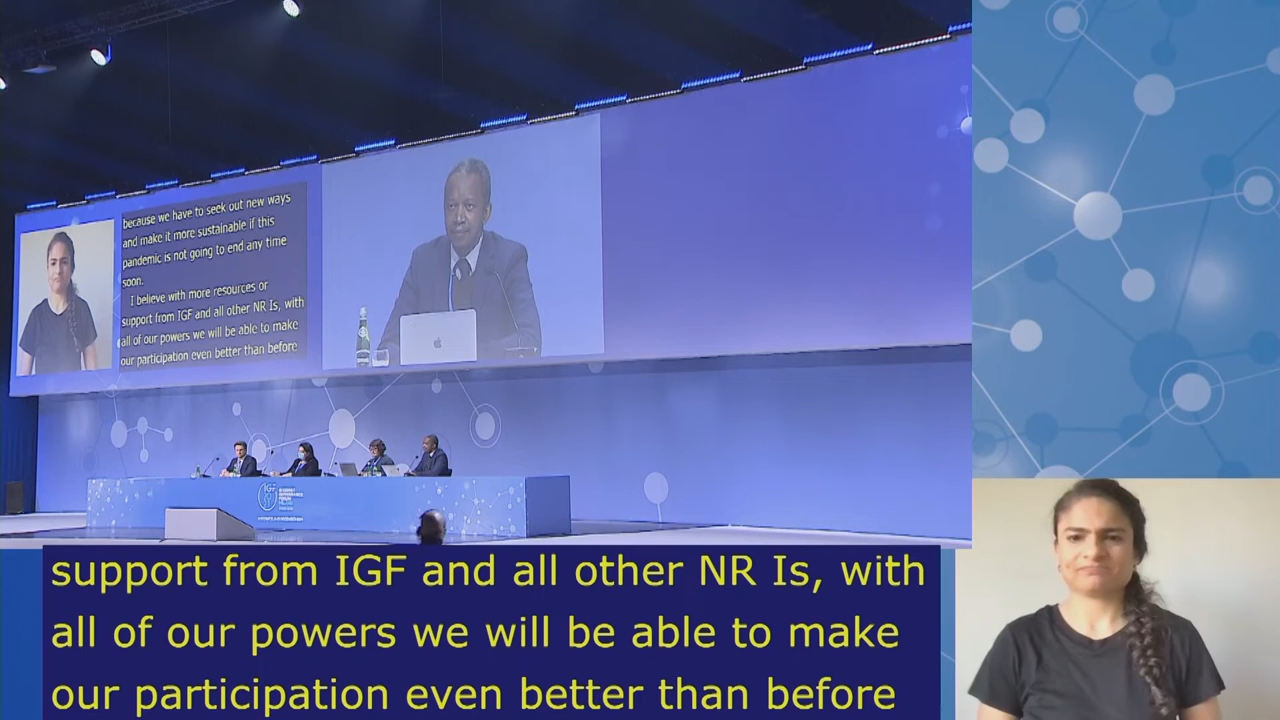 because we have to seek out new ways
and make it more sustainable if this
pandemic is not going to end any time
soon.
I believe with more resources or
support from IGF and all other NR Is, with
all of our powers we will be able to make
our participation even better than before
IGF
support from IGF and all other NR Is, with
all of our powers we will be able to make
our participation even better than before